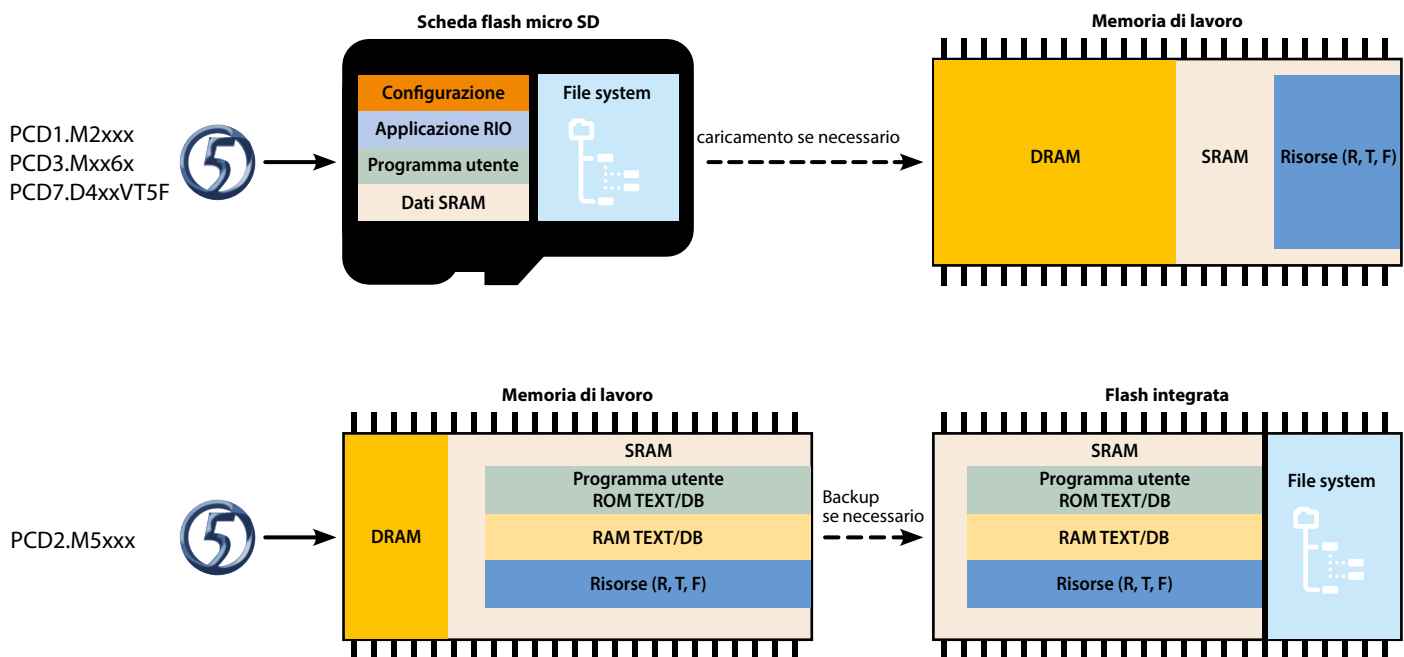 Scheda flash micro SD
Memoria di lavoro
PCD1.M2xxx
PCD3.Mxx6x
PCD7.D4xxVT5F
5
Configurazione
Applicazione RIO
Programma utente
Dati SRAM
File system
caricamento se necessario
DRAM
SRAM
Risorse (R, T, F)
Memoria di lavoro
Flash integrata
PCD2.M5xxx
5
DRAM
SRAM
Programma utente
ROM TEXT/DB
RAM TEXT/DB
Risorse (R, T, F)
Backup
se necessario
SRAM
Programma utente
ROM TEXT/DB
RAM TEXT/DB
Risorse (R, T, F)
File system